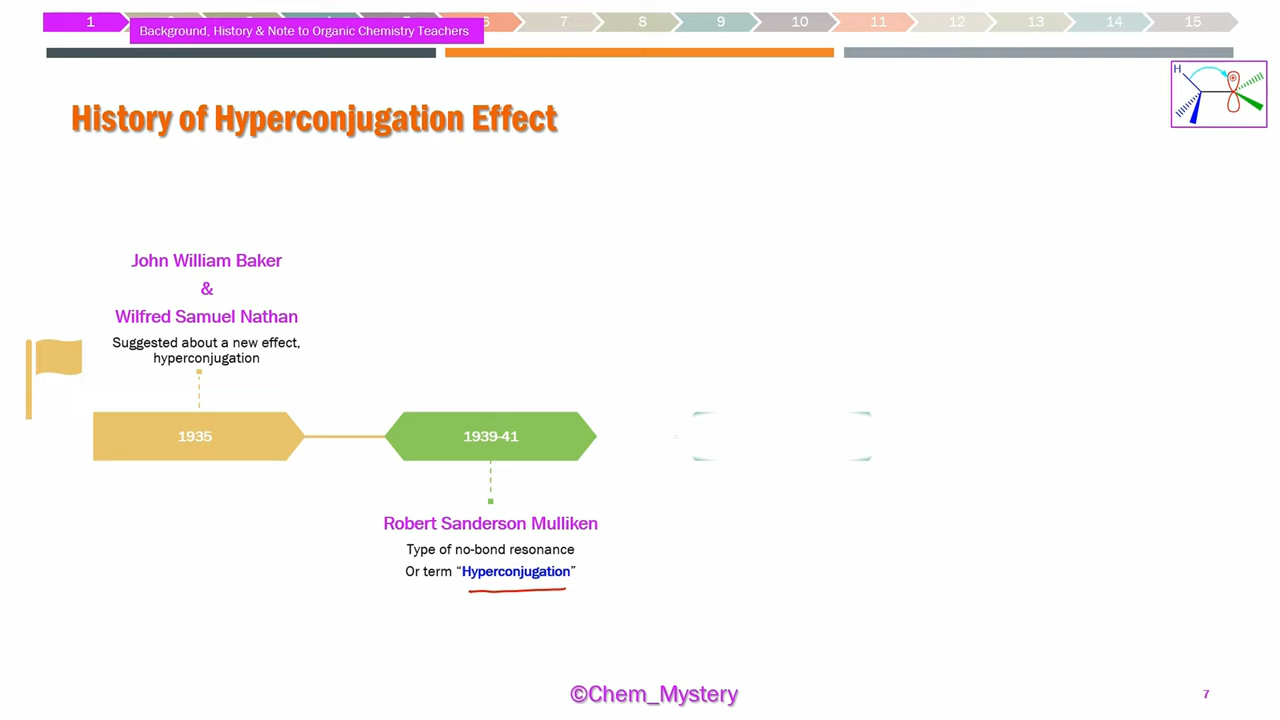 1
6
7
8
9
10
11
12
13
14
15
Background, History & Note to Organic Chemistry Teachers
H
History of Hyperconjugation Effect
John William Baker
&
Wilfred Samuel Nathan
Suggested about a new effect,
hyperconjugation
1935
1939-41
Robert Sanderson Mulliken
Type of no-bond resonance
Or term “Hyperconjugation”
©Chem_Mystery
7